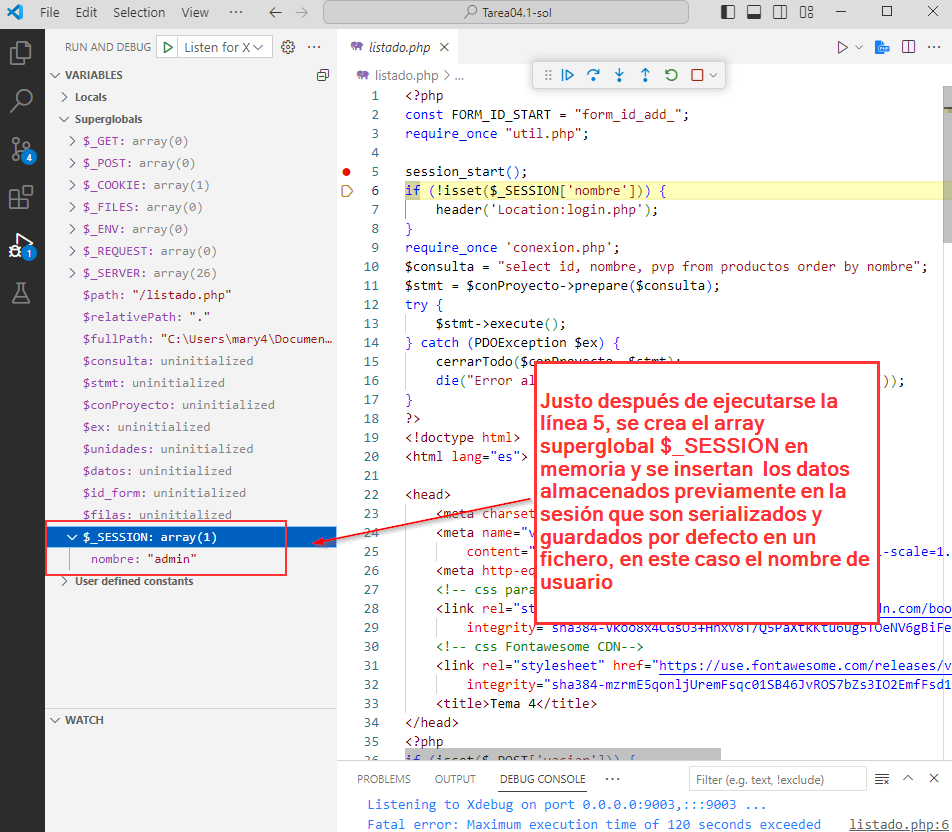 File Edit Selection View ··· Tarea04.1-sol
RUN AND DEBUG Listen for X
VARIABLES
Locals
Superglobals
$_GET: array(0)
$_POST: array(0)
$_COOKIE: array(1)
$_FILES: array(0)
$_ENV: array(0)
$_REQUEST: array(0)
$_SERVER: array(26)
$path: "/listado.php"
$relativePath: "."
$fullPath: "C:\Users\mary4\Documen…
$consulta: uninitialized
$stmt: uninitialized
$conProyecto: uninitialized
$ex: uninitialized
$unidades: uninitialized
$datos: uninitialized
$id_form: uninitialized
$filas: uninitialized
$_SESSION: array(1)
nombre: "admin"
User defined constants
WATCH
4
1
listado.php
listado.php > ...
1 <?php
2 const FORM_ID_START = "form_id_add_";
3 require_once "util.php";
4
5 session_start();
6 if (!isset($_SESSION['nombre'])) {
7 header('Location:login.php');
8 }
9 require_once 'conexion.php';
10 $consulta = "select id, nombre, pvp from productos order by nombre";
11 $stmt = $conProyecto->prepare($consulta);
12 try {
13 $stmt->execute();
14 } catch (PDOException $ex) {
15 cerrarTodo($conProyecto, $stmt);
16 die("Error al ));
17 }
18 ?>
19 <!doctype html>
20 <html lang="es">
21
22 <head>
23 <meta charset
24 <meta name="v
25 content=" -scale=1.
26 <meta http-eq
27 <!-- css para
28 <link rel="st dn.com/boo
29 integrity="
30 <!-- css Fontawesome CDN-->
31 <link rel="stylesheet" href="https://use.fontawesome.com/releases/v
32 integrity="sha384-mzrmE5qonljUremFsqc01SB46JvROS7bZs3IO2EmfFsd1
33 <title>Tema 4</title>
34 </head>
35 <?php
36 if (isset($_POST['vaciar'])) {
Justo después de ejecutarse la
línea 5, se crea el array
superglobal $_SESSION en
memoria y se insertan los datos
almacenados previamente en la
sesión que son serializados y
guardados por defecto en un
fichero, en este caso el nombre de
usuario
PROBLEMS OUTPUT DEBUG CONSOLE ··· Filter (e.g. text, !exclude)
Listening to Xdebug on port 0.0.0.0:9003,:::9003 ...
Fatal error: Maximum execution time of 120 seconds exceeded listado.php:6